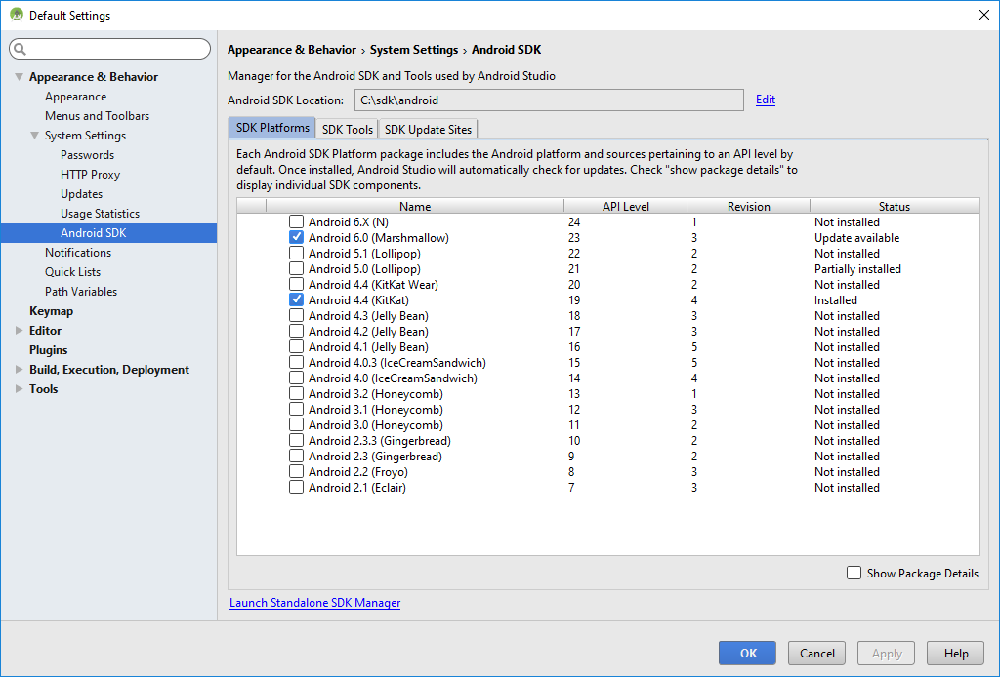 Default Settings
Appearance & Behavior
Appearance
Menus and Toolbars
System Settings
Passwords
HTTP Proxy
Updates
Usage Statistics
Android SDK
Notifications
Quick Lists
Path Variables
Keymap
Editor
Plugins
Build, Execution, Deployment
Tools
Appearance & Behavior › System Settings › Android SDK
Manager for the Android SDK and Tools used by Android Studio
Android SDK Location: C:\sdk\android Edit
SDK Platforms SDK Tools SDK Update Sites
Each Android SDK Platform package includes the Android platform and sources pertaining to an API level by
default. Once installed, Android Studio will automatically check for updates. Check "show package details" to
display individual SDK components.
Name API Level Revision Status
Android 6.X (N) 24 1 Not installed
Android 6.0 (Marshmallow) 23 3 Update available
Android 5.1 (Lollipop) 22 2 Not installed
Android 5.0 (Lollipop) 21 2 Partially installed
Android 4.4 (KitKat Wear) 20 2 Not installed
Android 4.4 (KitKat) 19 4 Installed
Android 4.3 (Jelly Bean) 18 3 Not installed
Android 4.2 (Jelly Bean) 17 3 Not installed
Android 4.1 (Jelly Bean) 16 5 Not installed
Android 4.0.3 (IceCreamSandwich) 15 5 Not installed
Android 4.0 (IceCreamSandwich) 14 4 Not installed
Android 3.2 (Honeycomb) 13 1 Not installed
Android 3.1 (Honeycomb) 12 3 Not installed
Android 3.0 (Honeycomb) 11 2 Not installed
Android 2.3.3 (Gingerbread) 10 2 Not installed
Android 2.3 (Gingerbread) 9 2 Not installed
Android 2.2 (Froyo) 8 3 Not installed
Android 2.1 (Eclair) 7 3 Not installed
Show Package Details
Launch Standalone SDK Manager
OK Cancel Apply Help